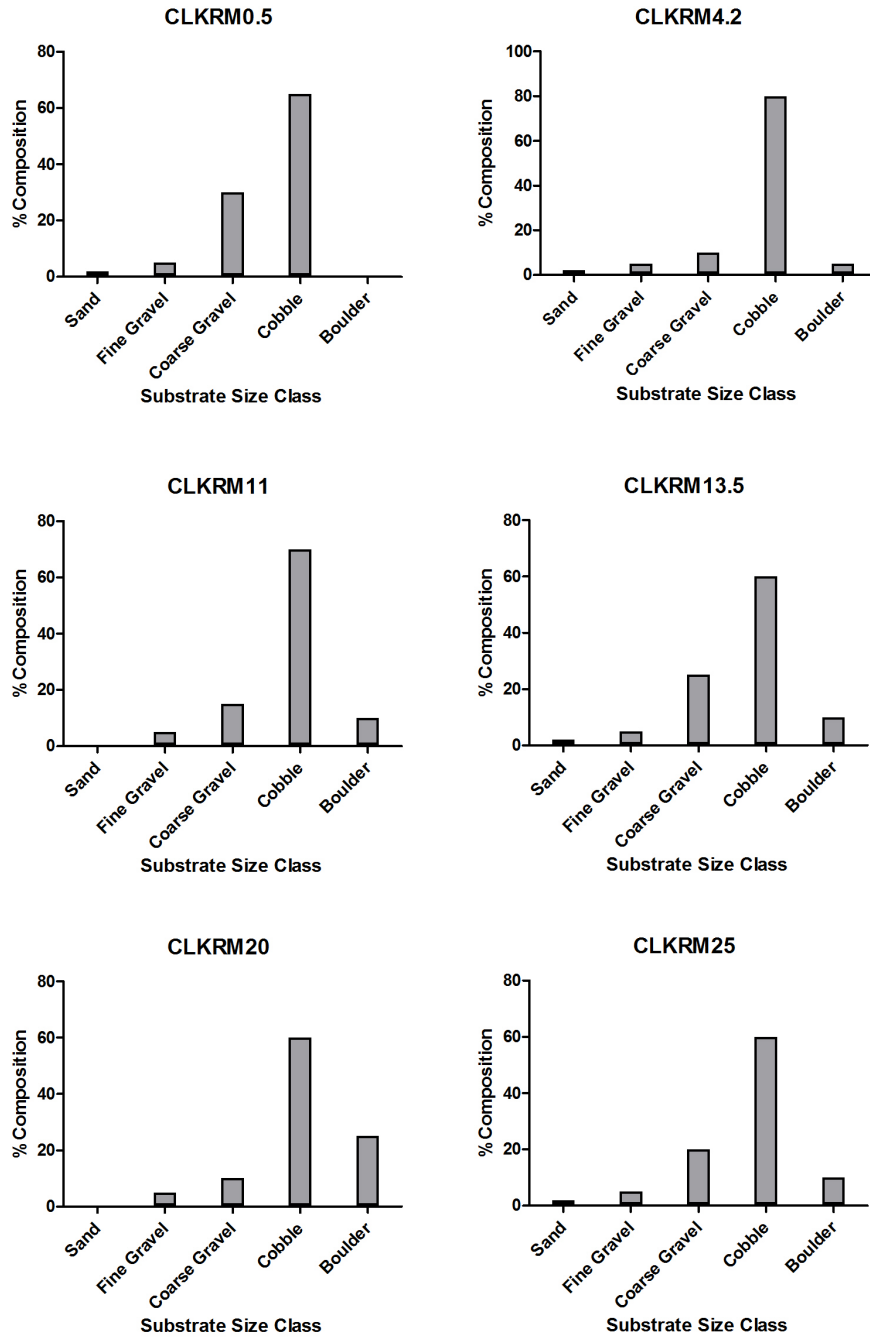 CLKRM0.5
% Composition
80
60
40
20
0
Sand
Fine Gravel
Coarse Gravel
Cobble
Boulder
Substrate Size Class
CLKRM4.2
% Composition
100
80
60
40
20
0
Sand
Fine Gravel
Coarse Gravel
Cobble
Boulder
Substrate Size Class
CLKRM11
% Composition
80
60
40
20
0
Sand
Fine Gravel
Coarse Gravel
Cobble
Boulder
Substrate Size Class
CLKRM13.5
% Composition
80
60
40
20
0
Sand
Fine Gravel
Coarse Gravel
Cobble
Boulder
Substrate Size Class
CLKRM20
% Composition
80
60
40
20
0
Sand
Fine Gravel
Coarse Gravel
Cobble
Boulder
Substrate Size Class
CLKRM25
% Composition
80
60
40
20
0
Sand
Fine Gravel
Coarse Gravel
Cobble
Boulder
Substrate Size Class